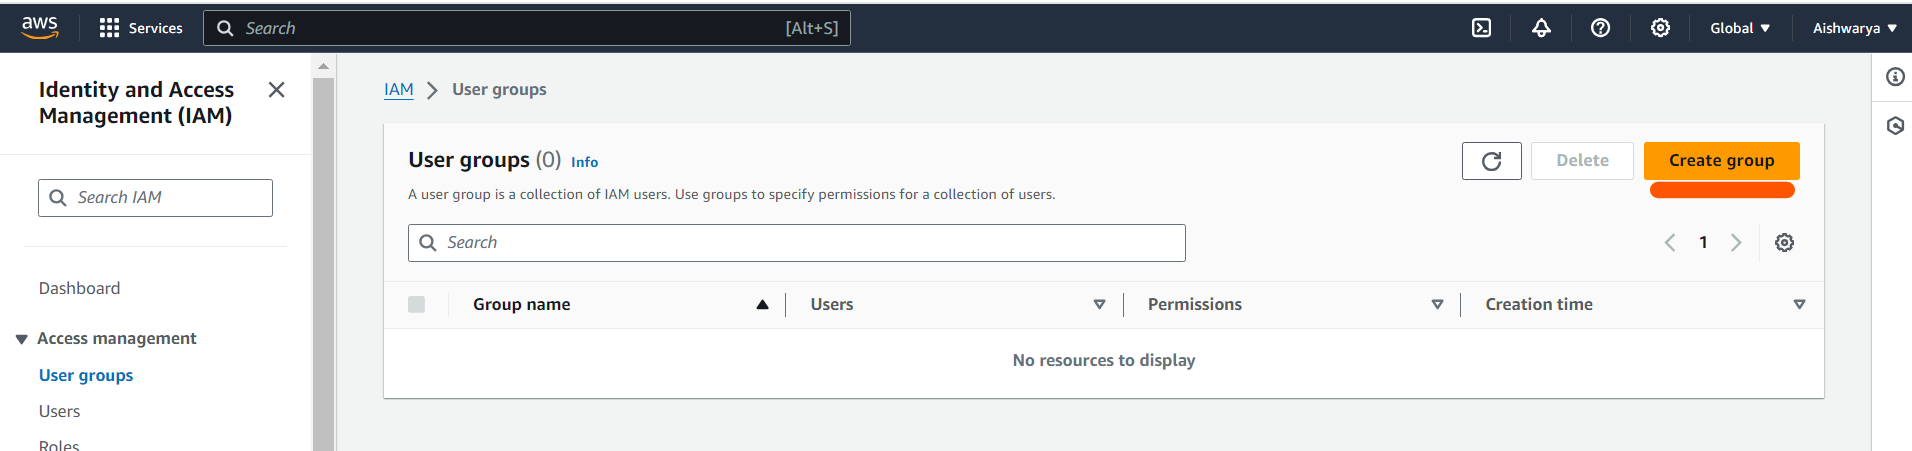 aws Services Search [Alt+S] Global Aishwarya
Identity and Access
Management (IAM)
Search IAM
Dashboard
Access management
User groups
Users
Roles
IAM > User groups
User groups (0) Info
Delete
Create group
A user group is a collection of IAM users. Use groups to specify permissions for a collection of users.
Search
1
Group name Users Permissions Creation time
No resources to display